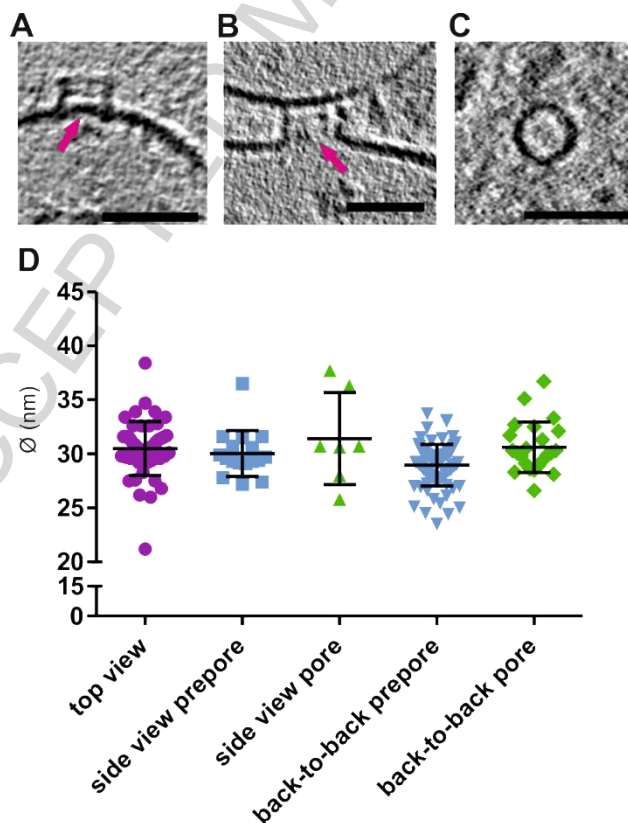 A
B
C
D
45
40
35
30
25
20
15
0
Ø (nm)
top view
side view prepore
side view pore
back-to-back prepore
back-to-back pore